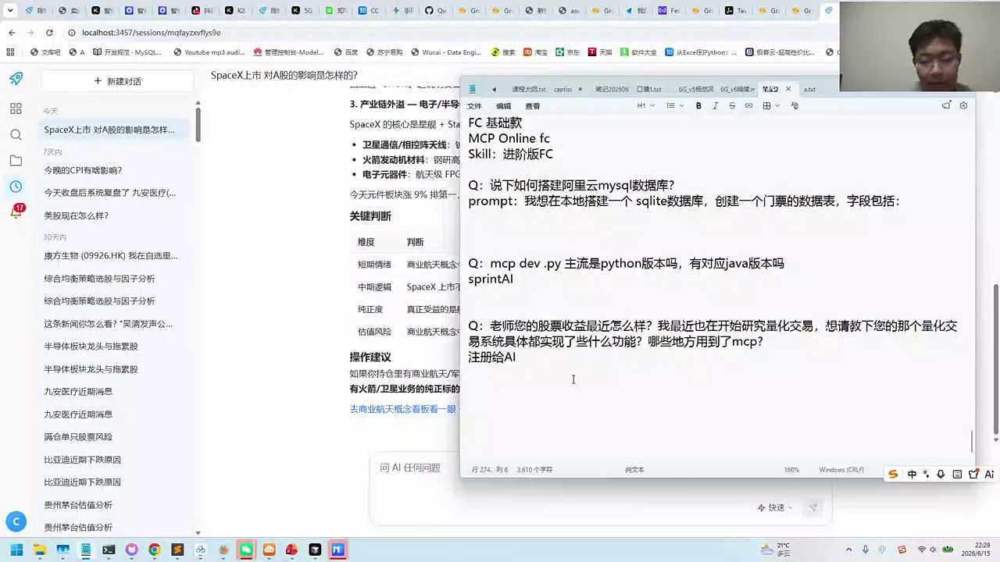 localhost:3457/sessions/mqfayzxvflys9e
文库吧
开发规范 · MySQL...
Youtube mp3 audi...
管理控制台-Model...
百度
苏宁易购
Wucai - Data Engi...
搜索
淘宝
京东
天猫
软件大全
从Excel到Python：...
极客云-超高性价比...
新建对话
SpaceX上市 对A股的影响是怎样的?
今天
SpaceX上市 对A股的影响是怎样...
7天内
今晚的CPI有啥影响?
今天收盘后系统复盘了 九安医疗(...
美股现在怎么样?
30天内
康方生物 (09926.HK) 我在自选里...
综合均衡策略选股与因子分析
综合均衡策略选股与因子分析
这条新闻你怎么看? "吴清发声公...
半导体板块龙头与拖累股
半导体板块龙头与拖累股
九安医疗近期消息
九安医疗近期消息
满仓单只股票风险
比亚迪近期下跌原因
比亚迪近期下跌原因
贵州茅台估值分析
贵州茅台估值分析
17
C
3. 产业链外溢 — 电子/半导
SpaceX 的核心是星舰 + Sta
卫星通信/相控阵天线：
火箭发动机材料：钢研高
电子元器件：航天级 FPG
今天元件板块涨 9% 排第一，
关键判断
维度 判断
短期情绪 商业航天概念
中期逻辑 SpaceX 上市不
纯正度 真正受益的是
估值风险 商业航天概念
操作建议
如果你持仓里有商业航天/军
有火箭/卫星业务的纯正标的
去商业航天概念看板看一眼
问 AI 任何问题
快速
课程大纲.txt captio 笔记202606 口播1.txt 6G_v5杨然风 6G_v6晴简.rr 笔记2 a.txt
文件 编辑 查看 H1 B I S
FC 基础款
MCP Online fc
Skill：进阶版FC
Q：说下如何搭建阿里云mysql数据库?
prompt：我想在本地搭建一个 sqlite数据库，创建一个门票的数据表，字段包括：
Q：mcp dev .py 主流是python版本吗，有对应java版本吗
sprintAI
Q：老师您的股票收益最近怎么样？我最近也在开始研究量化交易，想请教下您的那个量化交
易系统具体都实现了些什么功能？哪些地方用到了mcp?
注册给AI
行 274，列 6 3,610 个字符 纯文本 160% Windows (CRLF)
中
21°C
多云
22:29
2026/6/15